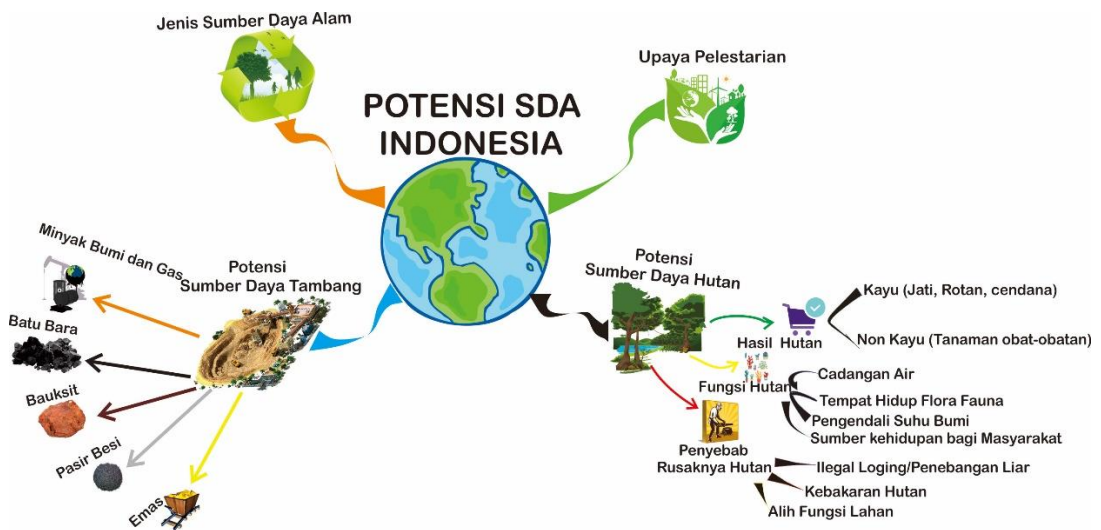 Jenis Sumber Daya Alam
Upaya Pelestarian
POTENSI SDA
INDONESIA
Minyak Bumi dan Gas
Potensi
Sumber Daya Tambang
Batu Bara
Bauksit
Pasir Besi
Emas
Potensi
Sumber Daya Hutan
Hasil Hutan
Kayu (Jati, Rotan, cendana)
Non Kayu (Tanaman obat-obatan)
Fungsi Hutan
Cadangan Air
Tempat Hidup Flora Fauna
Pengendali Suhu Bumi
Sumber kehidupan bagi Masyarakat
Penyebab
Rusaknya Hutan
Ilegal Loging/Penebangan Liar
Kebakaran Hutan
Alih Fungsi Lahan